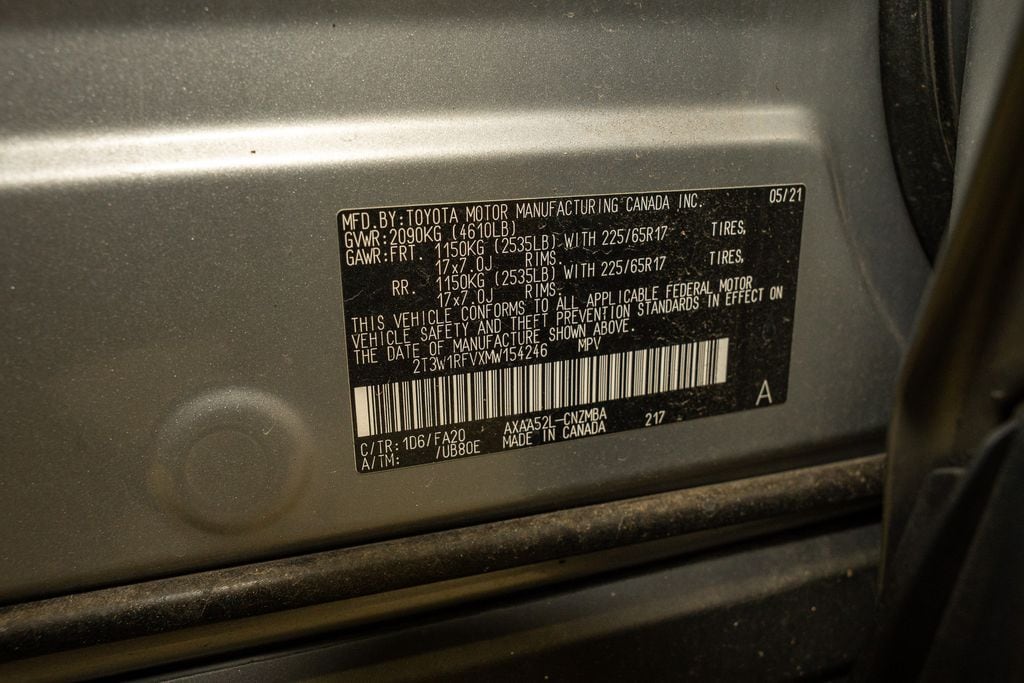 MFD. BY: TOYOTA MOTOR MANUFACTURING CANADA INC. 05/21
GVWR: 2090KG (4610LB)
GAWR: FRT. 1150KG (2535LB) WITH 225/65R17 TIRES,
17x7.0J RIMS.
RR. 1150KG (2535LB) WITH 225/65R17 TIRES,
17x7.0J RIMS.
THIS VEHICLE CONFORMS TO ALL APPLICABLE FEDERAL MOTOR
VEHICLE SAFETY AND THEFT PREVENTION STANDARDS IN EFFECT ON
THE DATE OF MANUFACTURE SHOWN ABOVE.
2T3W1RFVXMW154246 MPV
A
C/TR: 1D6/FA20 AXAA52L-CNZMBA 217
A/TM: /UB80E MADE IN CANADA